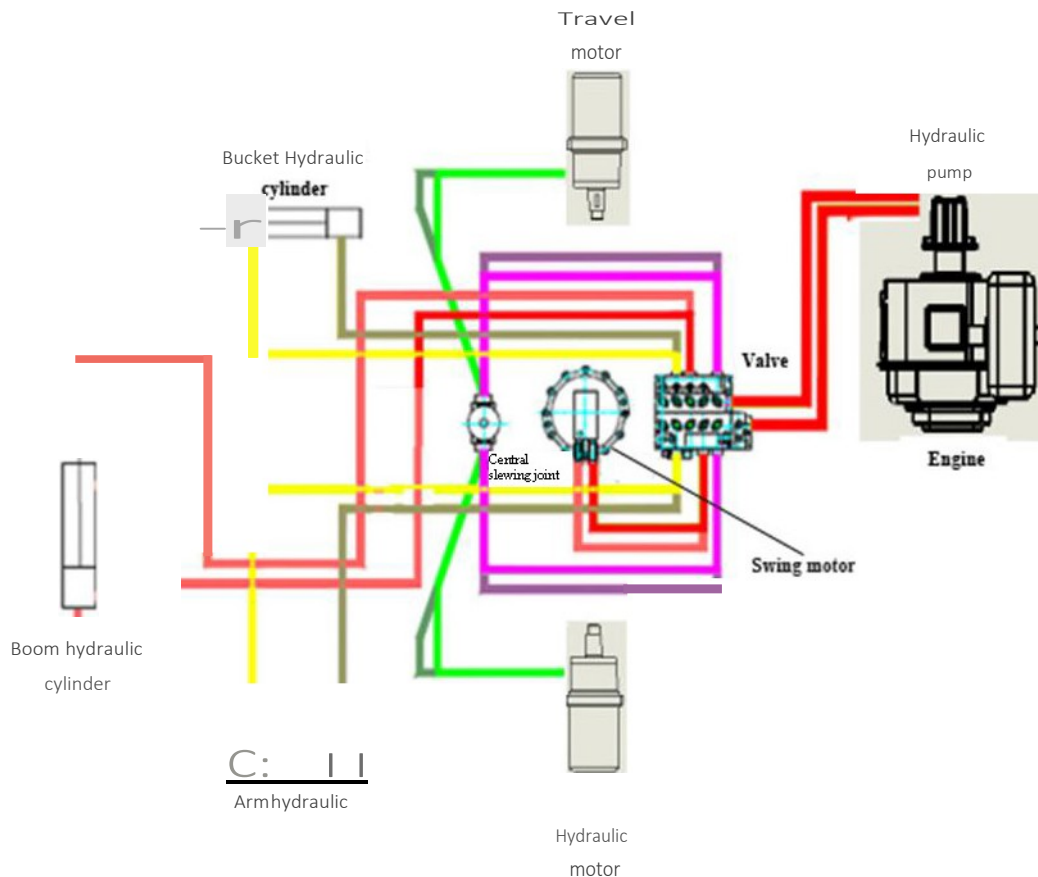 Travel
motor
Hydraulic
pump
Bucket Hydraulic
cylinder
Valve
Central
slewing joint
Engine
Swing motor
Boom hydraulic
cylinder
C: I I
Armhydraulic
Hydraulic
motor